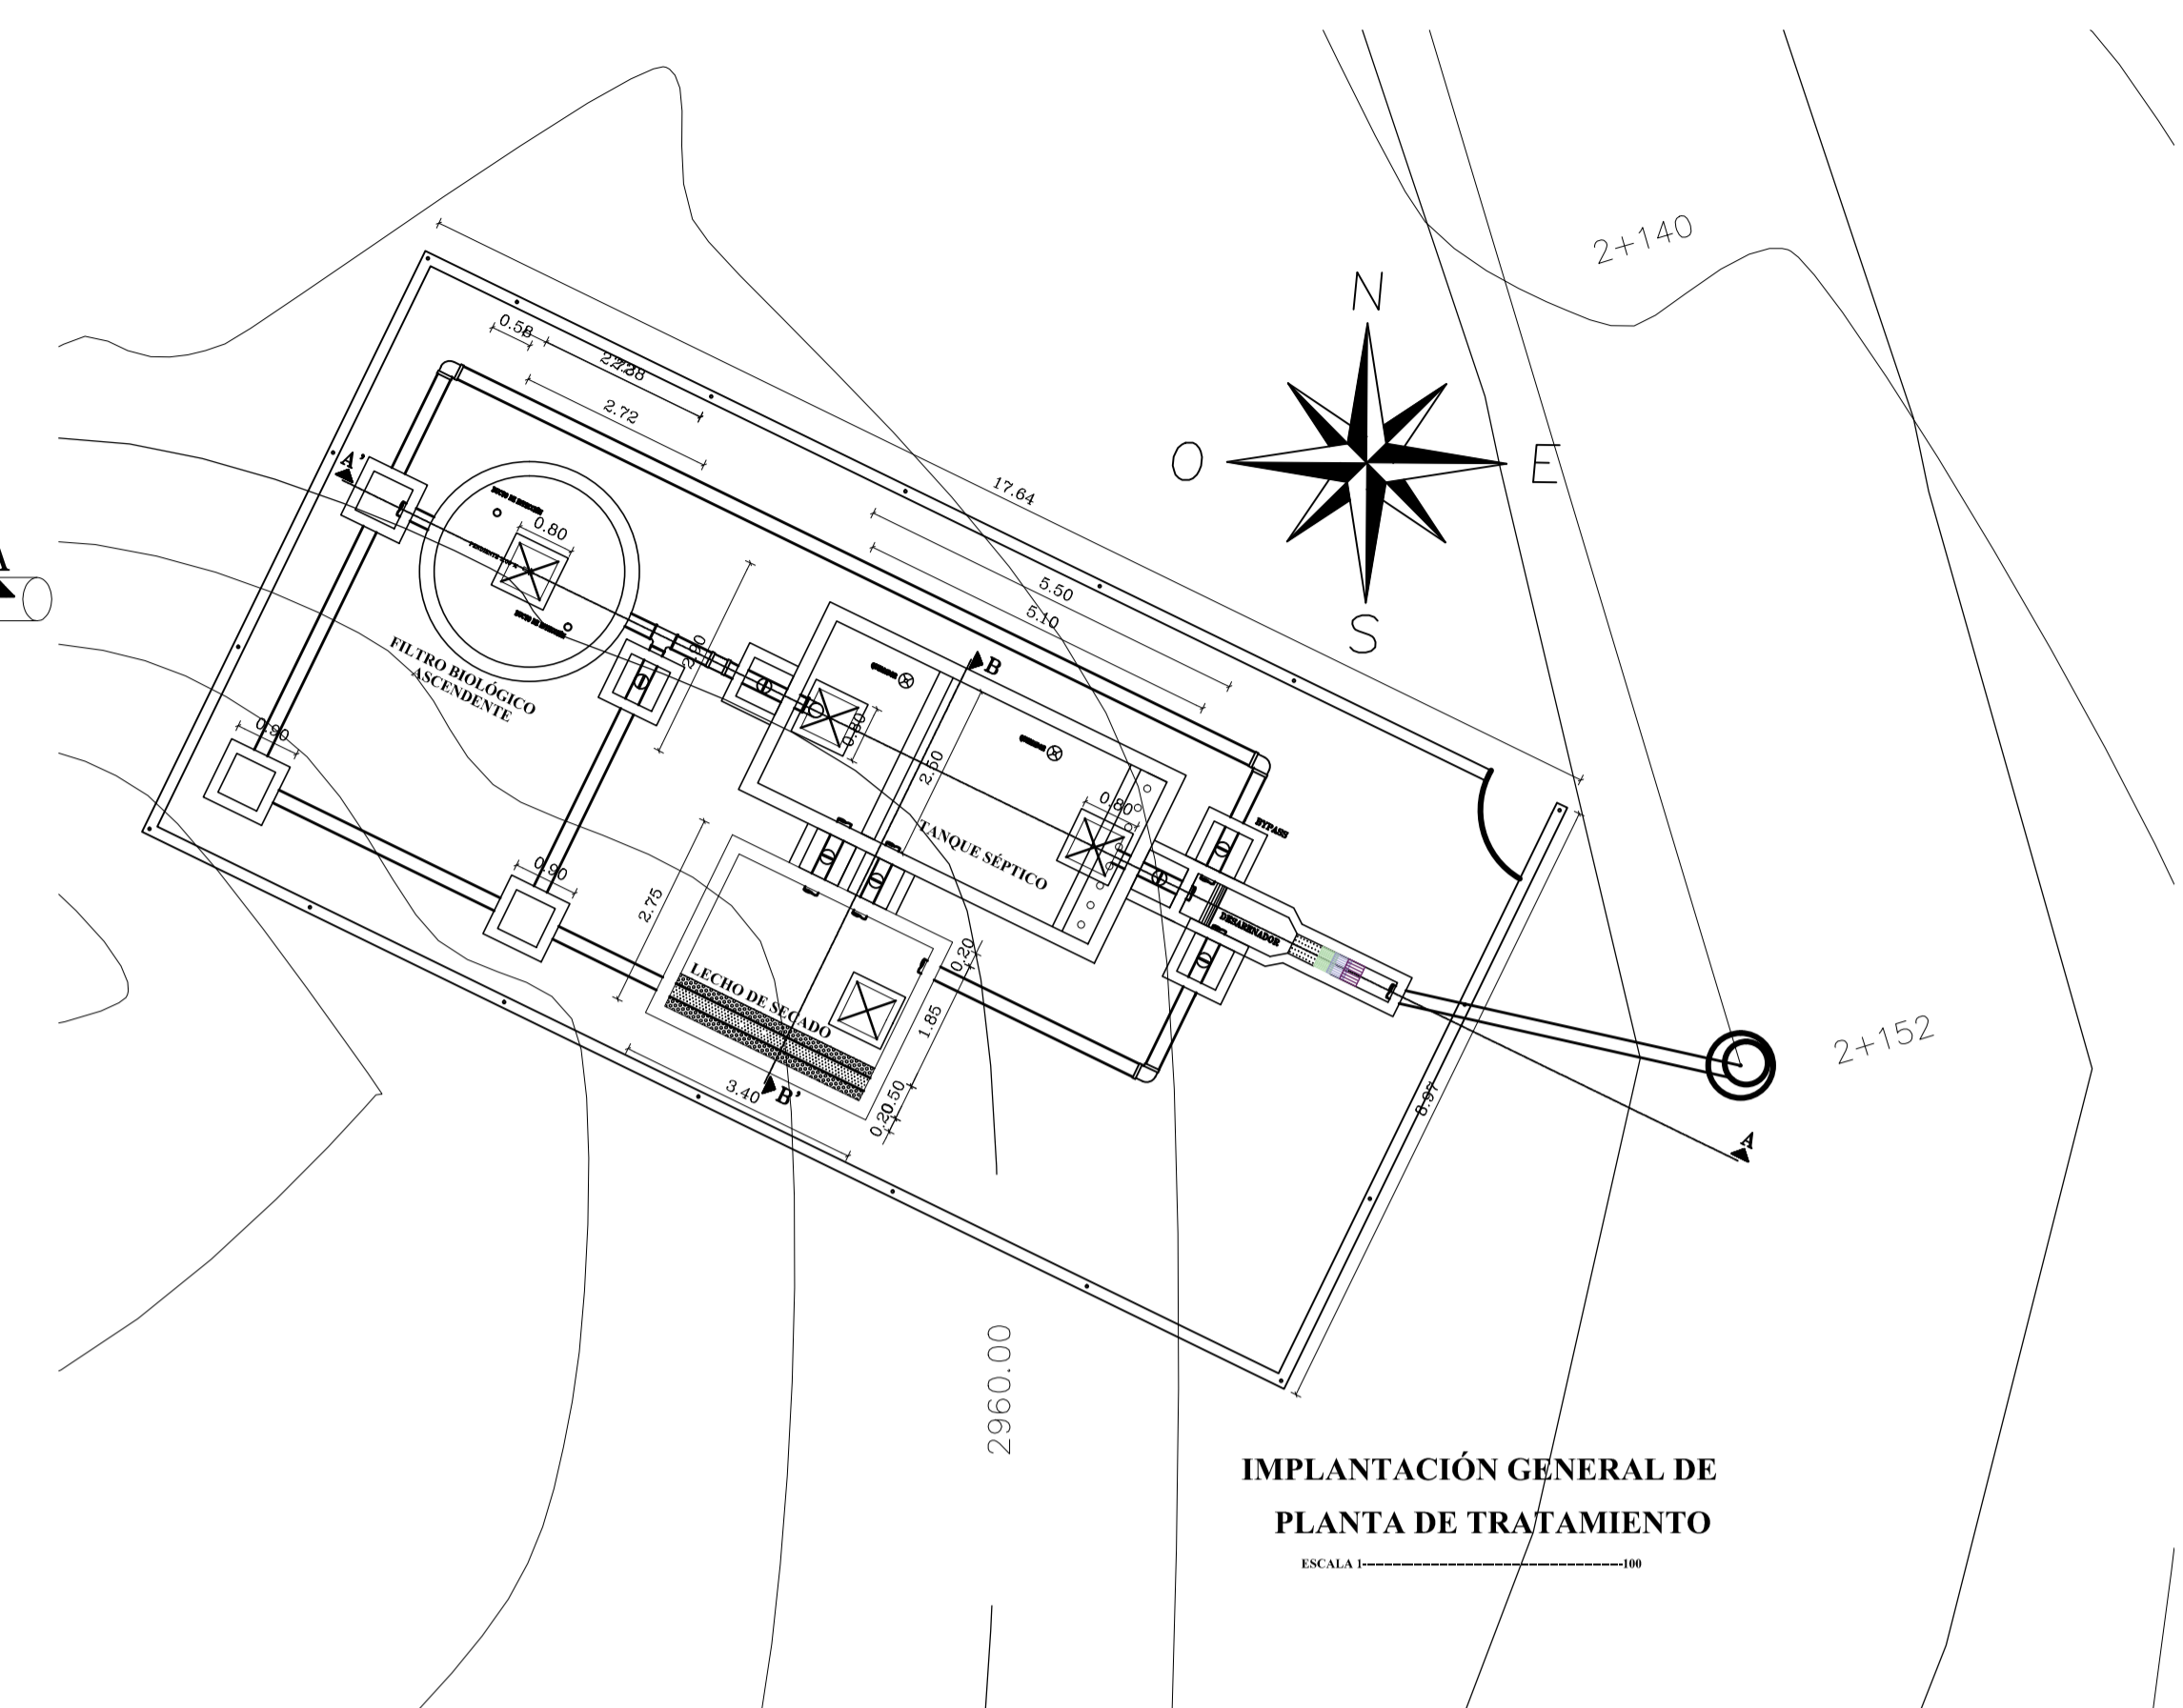 2+140
N
O
E
S
17.64
0.58
2.72
A'
0.80
5.50
5.10
B
FILTRO BIOLÓGICO
ASCENDENTE
0.90
0.80
2.50
0.80
BYPASS
TANQUE SÉPTICO
0.90
2.75
DESARENADOR
0.20
LECHO DE SECADO
1.85
2+152
3.40
B'
0.50
0.20
8.97
A
2960.00
IMPLANTACIÓN GENERAL DE
PLANTA DE TRATAMIENTO
ESCALA 1----------------------------------------100